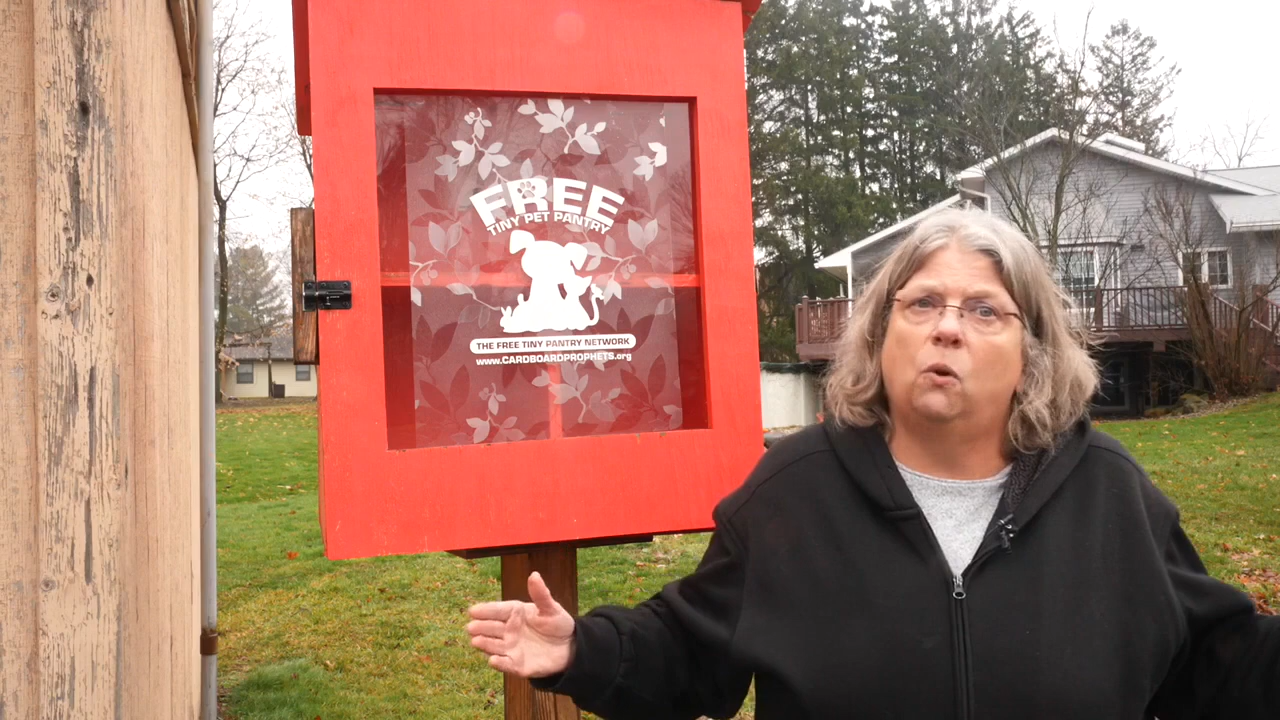 FREE
TINY PET PANTRY
THE FREE TINY PANTRY NETWORK
www.CARDBOARDPROPHETS.org